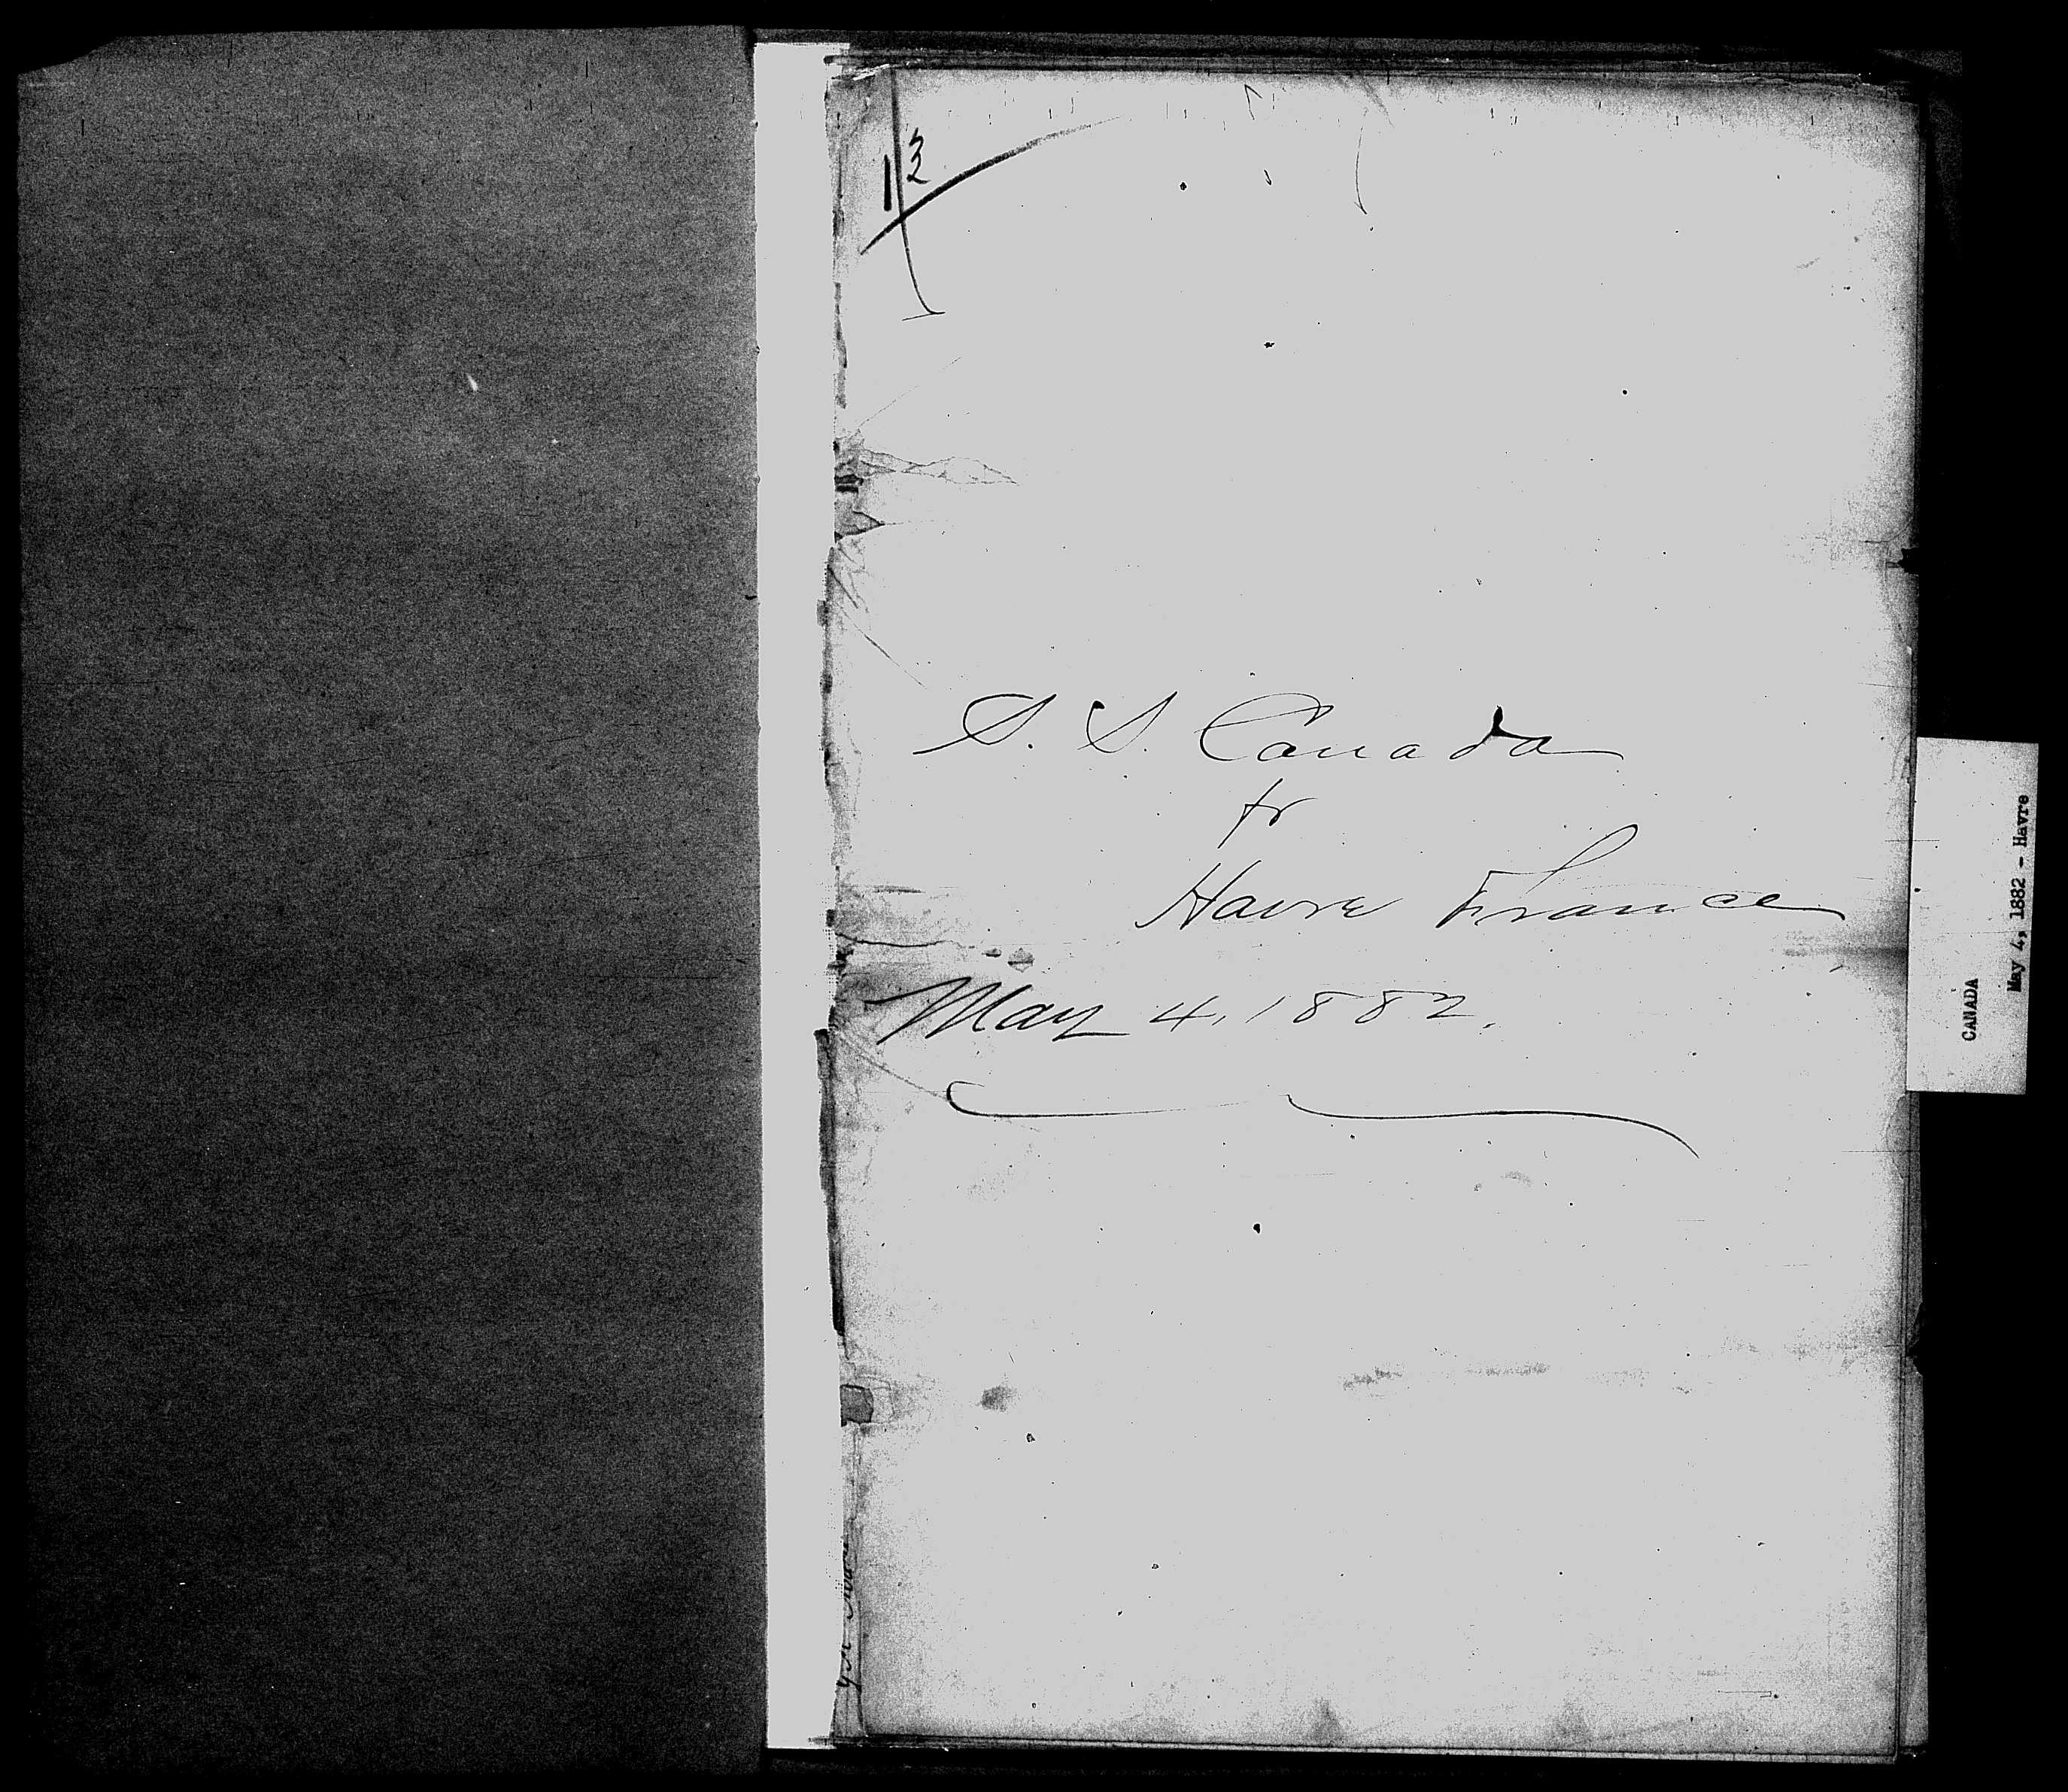 S. S. Canada
fr
Havre France
May 4, 1882.
CANADA
May 4, 1882 - Havre